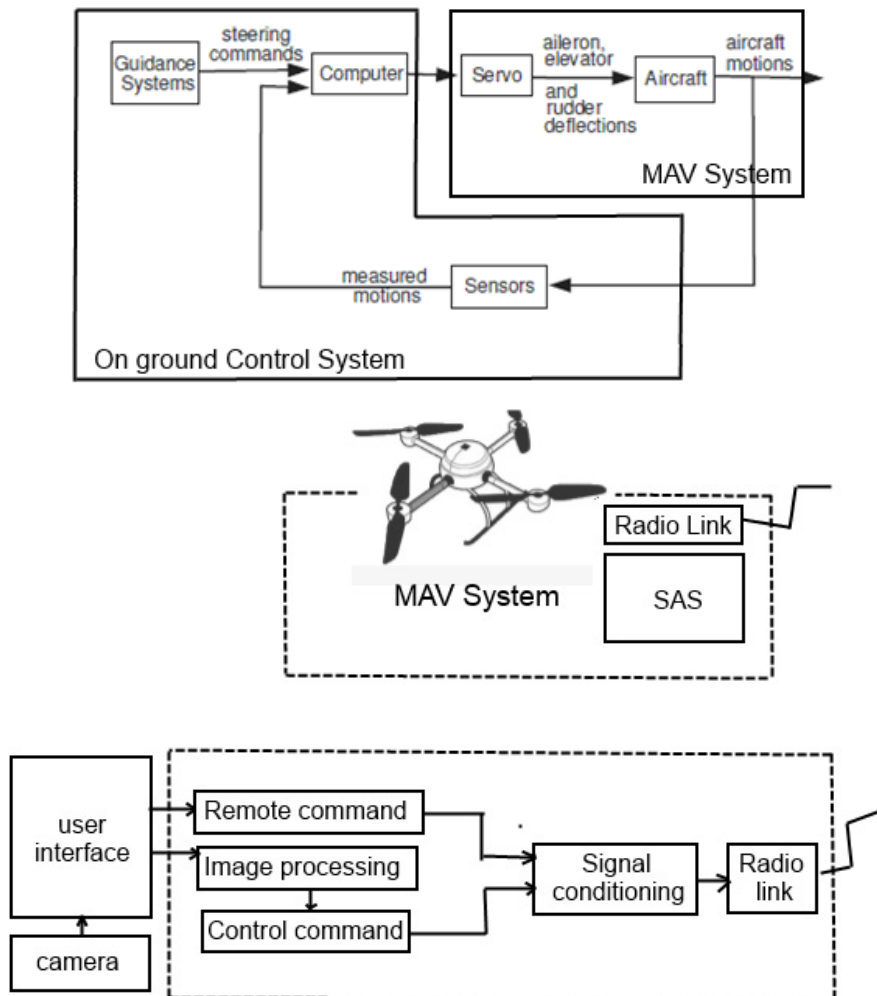 steering
commands
Guidance
Systems
Computer
Servo
aileron,
elevator
and
rudder
deflections
Aircraft
aircraft
motions
MAV System
measured
motions
Sensors
On ground Control System
Radio Link
MAV System
SAS
user
interface
Remote command
Image processing
Control command
Signal
conditioning
Radio
link
camera